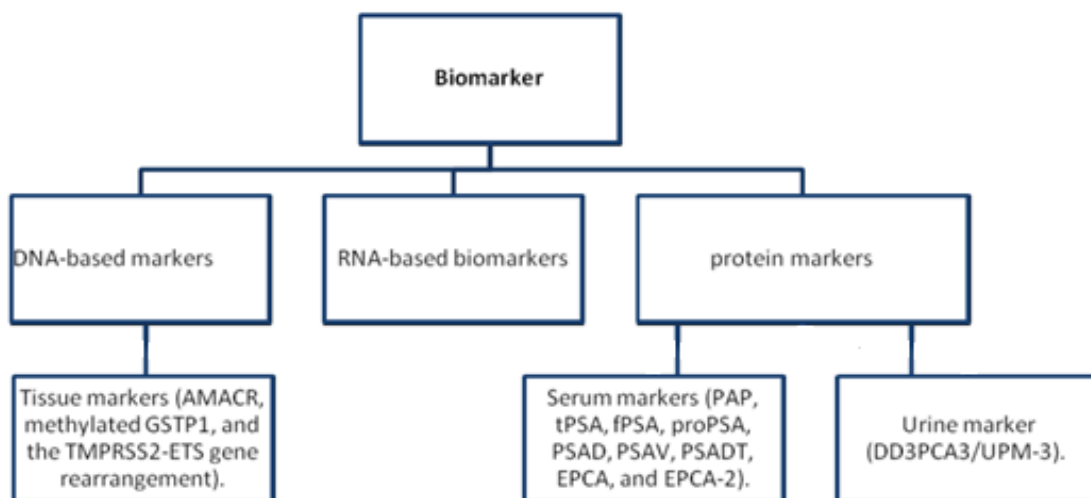 Biomarker
DNA-based markers
RNA-based biomarkers
protein markers
Tissue markers (AMACR,
methylated GSTP1, and
the TMPRSS2-ETS gene
rearrangement).
Serum markers (PAP,
tPSA, fPSA, proPSA,
PSAD, PSAV, PSADT,
EPCA, and EPCA-2).
Urine marker
(DD3PCA3/UPM-3).